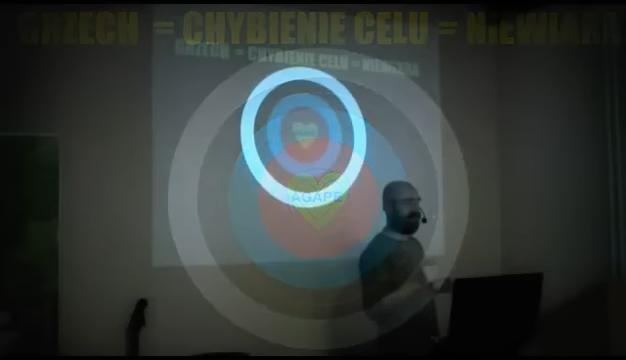 GRZECH = CHYBIENIE CELU = NIEWIARA
GRZECH = CHYBIENIE CELU = NIEWIARA
AGAPE